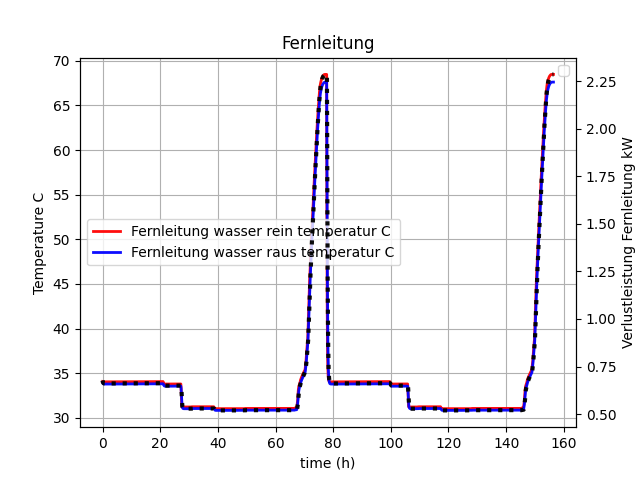 Fernleitung
70
65
60
55
50
45
40
35
30
Temperature C
2.25
2.00
1.75
1.50
1.25
1.00
0.75
0.50
Verlustleistung Fernleitung kW
Fernleitung wasser rein temperatur C
Fernleitung wasser raus temperatur C
0 20 40 60 80 100 120 140 160
time (h)